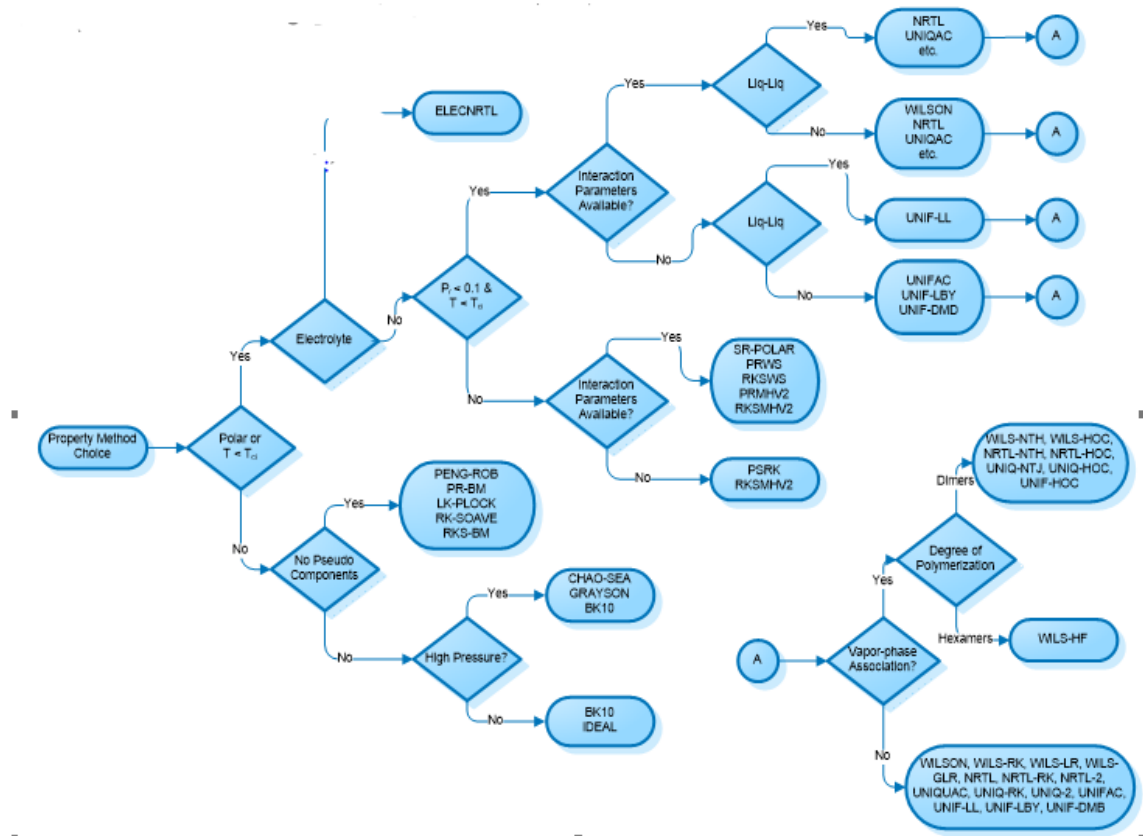 Property Method
Choice
Polar or
T < Tci
Yes
No
Electrolyte
No
ELECNRTL
Pᵣ < 0.1 &
T < Tci
Yes
No
Interaction
Parameters
Available?
Yes
No
Liq-Liq
Yes
No
NRTL
UNIQAC
etc.
A
WILSON
NRTL
UNIQAC
etc.
A
Liq-Liq
Yes
No
UNIF-LL
A
UNIFAC
UNIF-LBY
UNIF-DMD
A
Interaction
Parameters
Available?
Yes
No
SR-POLAR
PRWS
RKSWS
PRMHV2
RKSMHV2
PSRK
RKSMHV2
No Pseudo
Components
Yes
No
PENG-ROB
PR-BM
LK-PLOCK
RK-SOAVE
RKS-BM
High Pressure?
Yes
No
CHAO-SEA
GRAYSON
BK10
BK10
IDEAL
A
Vapor-phase
Association?
Yes
No
Degree of
Polymerization
Dimers
Hexamers
WILS-NTH, WILS-HOC,
NRTL-NTH, NRTL-HOC,
UNIQ-NTJ, UNIQ-HOC,
UNIF-HOC
WILS-HF
WILSON, WILS-RK, WILS-LR, WILS-
GLR, NRTL, NRTL-RK, NRTL-2,
UNIQUAC, UNIQ-RK, UNIQ-2, UNIFAC,
UNIF-LL, UNIF-LBY, UNIF-DMB